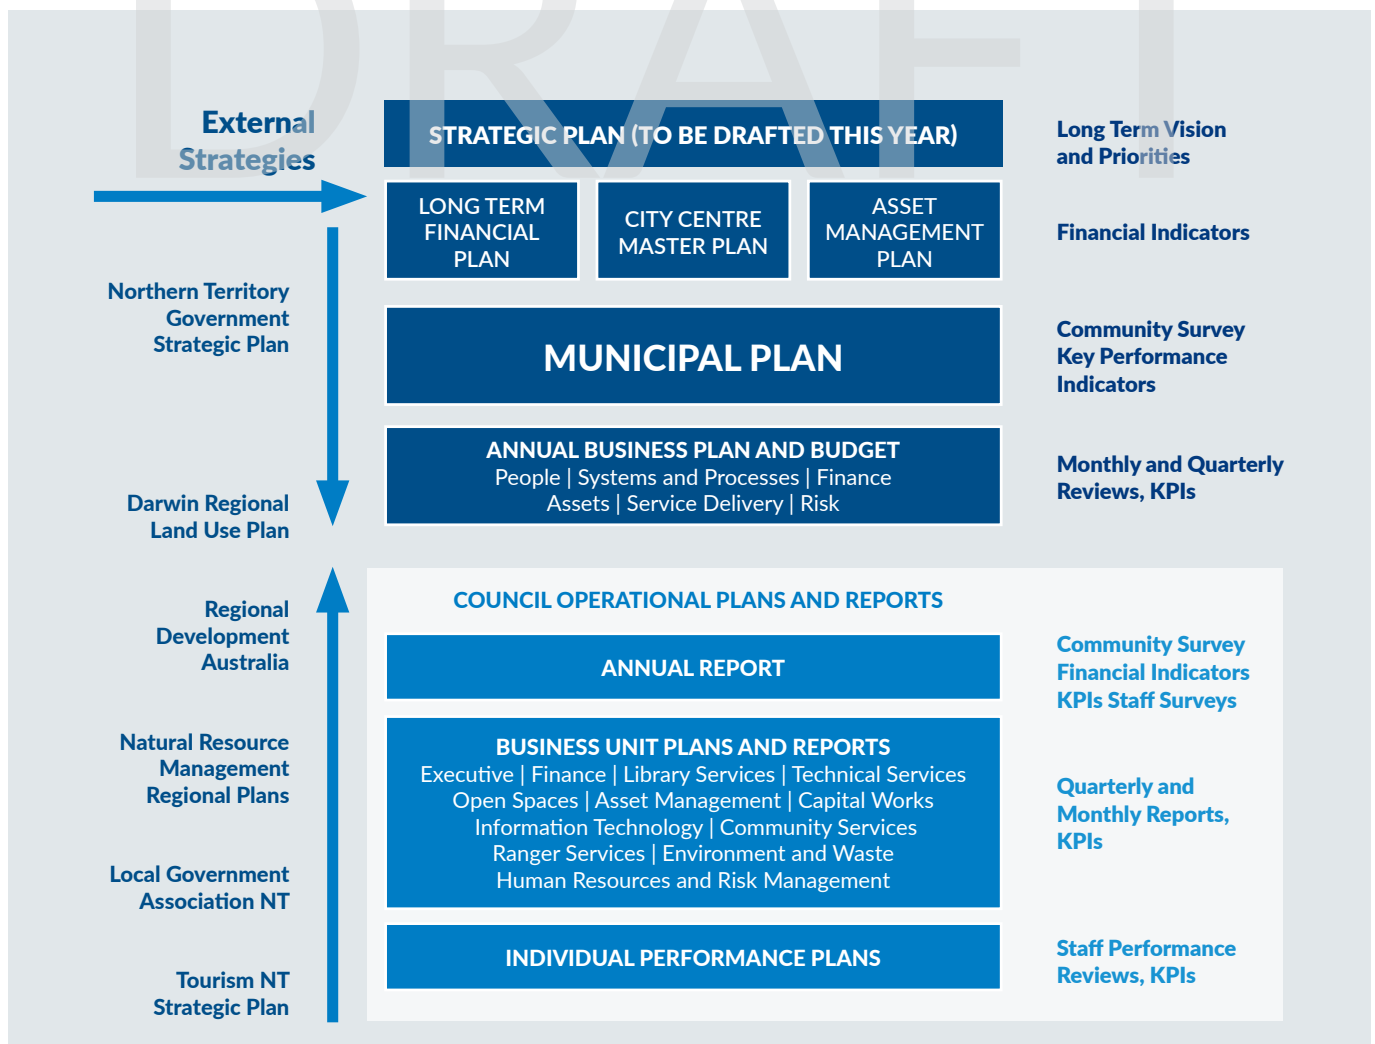 DRAFT
External
Strategies
STRATEGIC PLAN (TO BE DRAFTED THIS YEAR)
Long Term Vision
and Priorities
LONG TERM
FINANCIAL
PLAN
CITY CENTRE
MASTER PLAN
ASSET
MANAGEMENT
PLAN
Financial Indicators
Northern Territory
Government
Strategic Plan
MUNICIPAL PLAN
Community Survey
Key Performance
Indicators
ANNUAL BUSINESS PLAN AND BUDGET
People | Systems and Processes | Finance
Assets | Service Delivery | Risk
Monthly and Quarterly
Reviews, KPIs
Darwin Regional
Land Use Plan
Regional
Development
Australia
COUNCIL OPERATIONAL PLANS AND REPORTS
ANNUAL REPORT
Community Survey
Financial Indicators
KPIs Staff Surveys
Natural Resource
Management
Regional Plans
BUSINESS UNIT PLANS AND REPORTS
Executive | Finance | Library Services | Technical Services
Open Spaces | Asset Management | Capital Works
Information Technology | Community Services
Ranger Services | Environment and Waste
Human Resources and Risk Management
Quarterly and
Monthly Reports,
KPIs
Local Government
Association NT
INDIVIDUAL PERFORMANCE PLANS
Staff Performance
Reviews, KPIs
Tourism NT
Strategic Plan